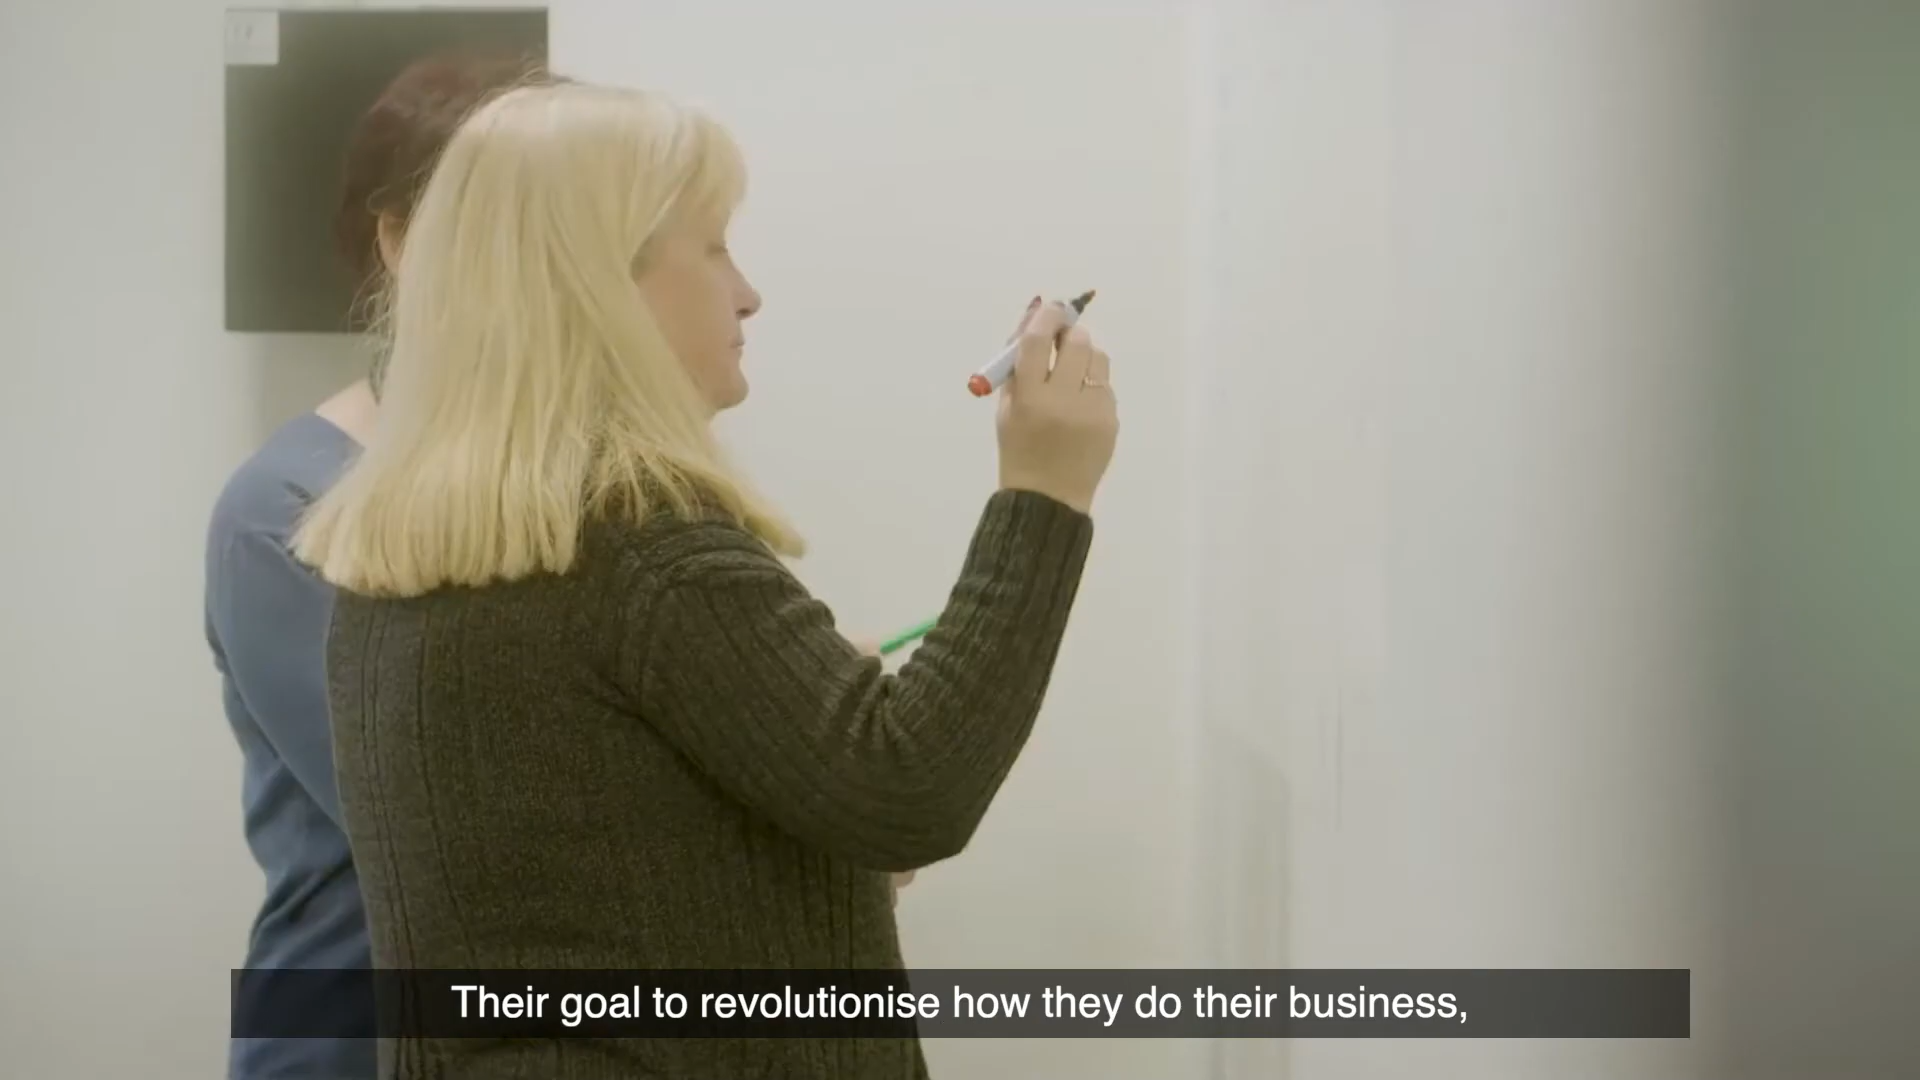 Their goal to revolutionise how they do their business,